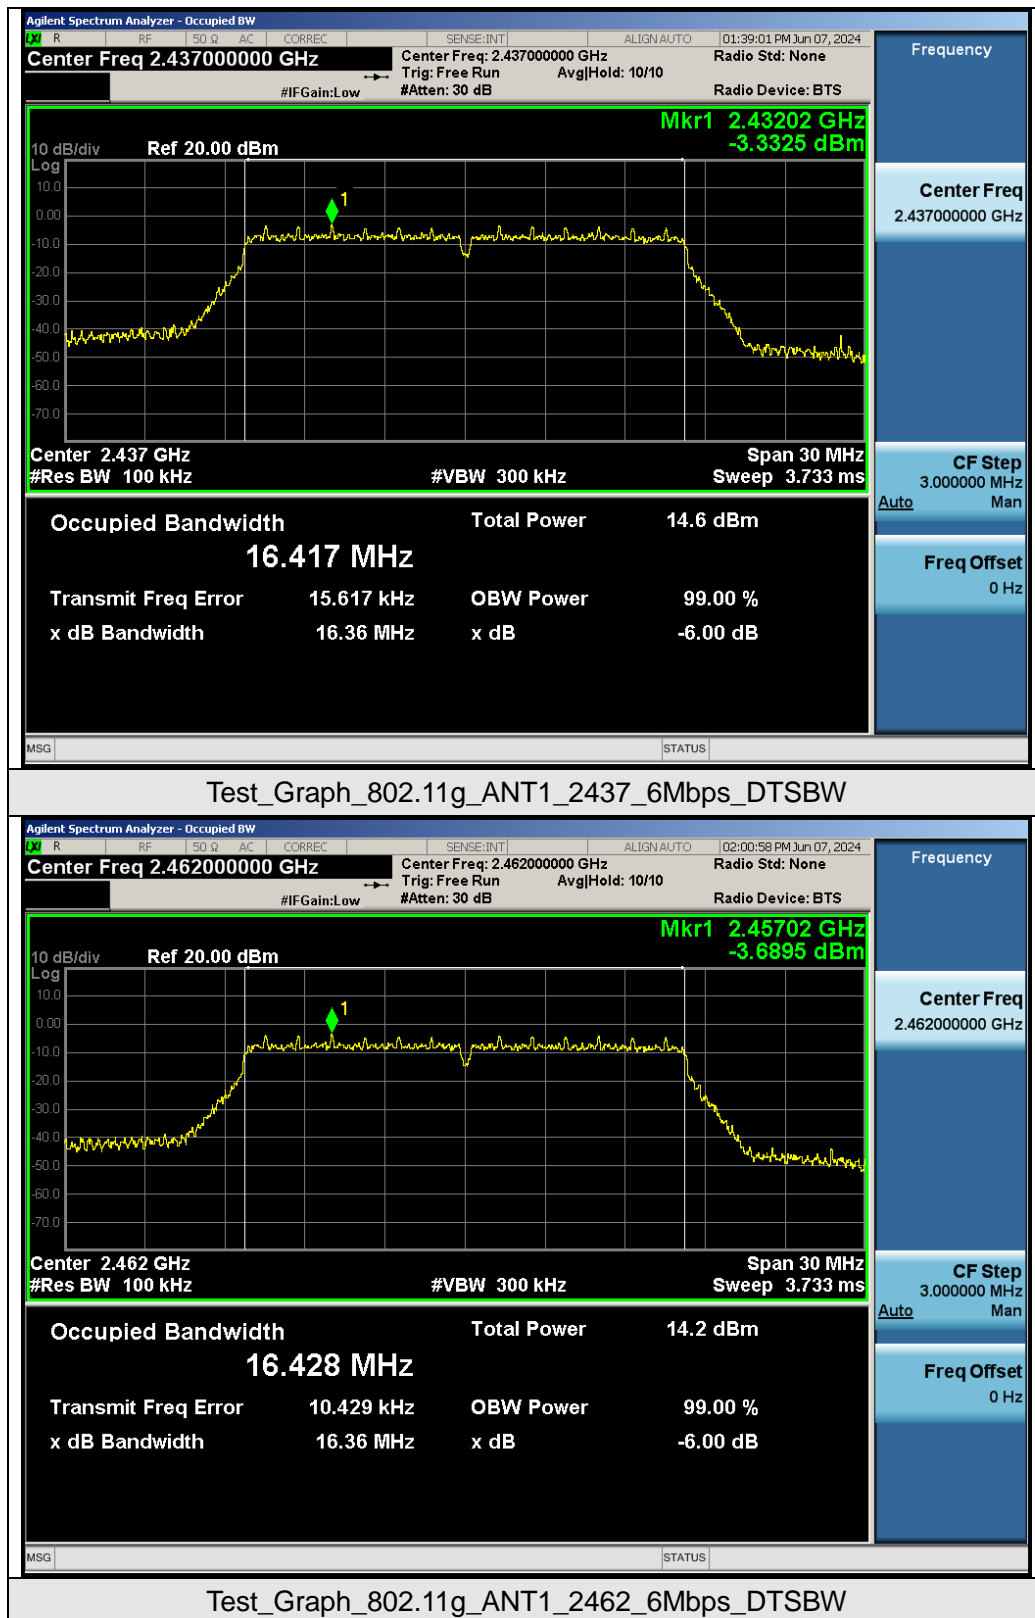 Agilent Spectrum Analyzer - Occupied BW
LXI R RF 50 Ω AC CORREC SENSE:INT ALIGN AUTO 01:39:01 PM Jun 07, 2024
Center Freq 2.437000000 GHz Center Freq: 2.437000000 GHz Radio Std: None
Trig: Free Run Avg|Hold: 10/10
#IFGain:Low #Atten: 30 dB Radio Device: BTS
Frequency
Mkr1 2.43202 GHz
-3.3325 dBm
10 dB/div Ref 20.00 dBm
Log
10.0
0.00
-10.0
-20.0
-30.0
-40.0
-50.0
-60.0
-70.0
1
Center Freq
2.437000000 GHz
Center 2.437 GHz Span 30 MHz
#Res BW 100 kHz #VBW 300 kHz Sweep 3.733 ms
CF Step
3.000000 MHz
Auto Man
Occupied Bandwidth Total Power 14.6 dBm
16.417 MHz
Freq Offset
0 Hz
Transmit Freq Error 15.617 kHz OBW Power 99.00 %
x dB Bandwidth 16.36 MHz x dB -6.00 dB
MSG STATUS
Test_Graph_802.11g_ANT1_2437_6Mbps_DTSBW
Agilent Spectrum Analyzer - Occupied BW
LXI R RF 50 Ω AC CORREC SENSE:INT ALIGN AUTO 02:00:58 PM Jun 07, 2024
Center Freq 2.462000000 GHz Center Freq: 2.462000000 GHz Radio Std: None
Trig: Free Run Avg|Hold: 10/10
#IFGain:Low #Atten: 30 dB Radio Device: BTS
Frequency
Mkr1 2.45702 GHz
-3.6895 dBm
10 dB/div Ref 20.00 dBm
Log
10.0
0.00
-10.0
-20.0
-30.0
-40.0
-50.0
-60.0
-70.0
1
Center Freq
2.462000000 GHz
Center 2.462 GHz Span 30 MHz
#Res BW 100 kHz #VBW 300 kHz Sweep 3.733 ms
CF Step
3.000000 MHz
Auto Man
Occupied Bandwidth Total Power 14.2 dBm
16.428 MHz
Freq Offset
0 Hz
Transmit Freq Error 10.429 kHz OBW Power 99.00 %
x dB Bandwidth 16.36 MHz x dB -6.00 dB
MSG STATUS
Test_Graph_802.11g_ANT1_2462_6Mbps_DTSBW